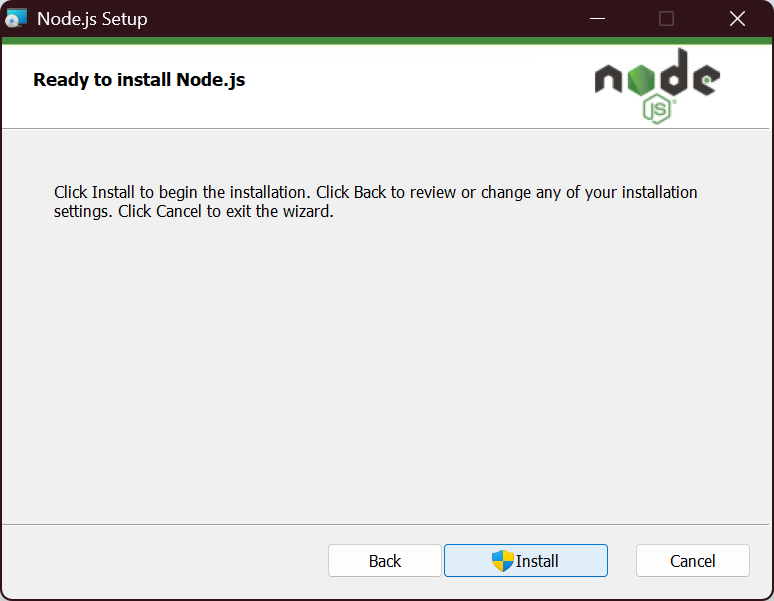 Node.js Setup
Ready to install Node.js
node
JS
Click Install to begin the installation. Click Back to review or change any of your installation
settings. Click Cancel to exit the wizard.
Back
Install
Cancel